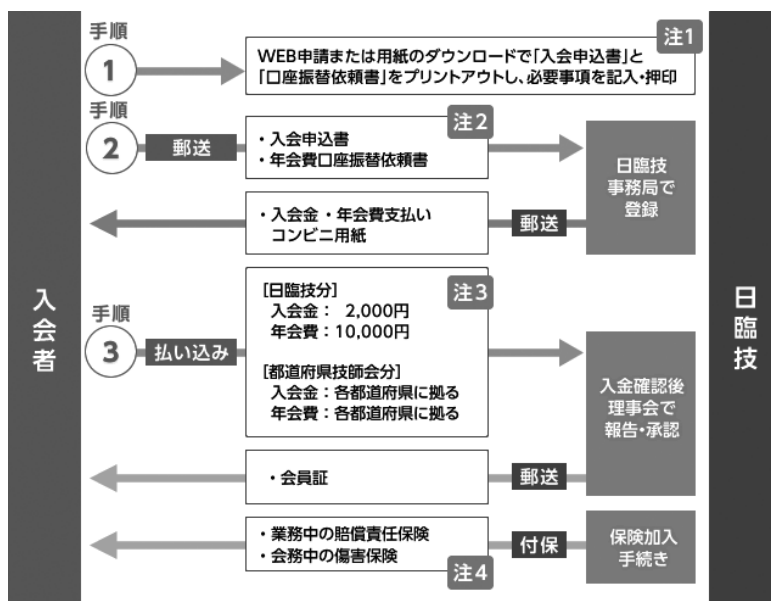 手順
1
WEB申請または用紙のダウンロードで「入会申込書」と
「口座振替依頼書」をプリントアウトし、必要事項を記入・押印
注1
手順
2
郵送
・入会申込書
・年会費口座振替依頼書
注2
日臨技
事務局で
登録
・入会金・年会費支払い
コンビニ用紙
郵送
入会者
日臨技
手順
3
払い込み
[日臨技分]
入会金： 2,000円
年会費：10,000円
[都道府県技師会分]
入会金：各都道府県に拠る
年会費：各都道府県に拠る
注3
入金確認後
理事会で
報告・承認
・会員証
郵送
・業務中の賠償責任保険
・会務中の傷害保険
注4
付保
保険加入
手続き